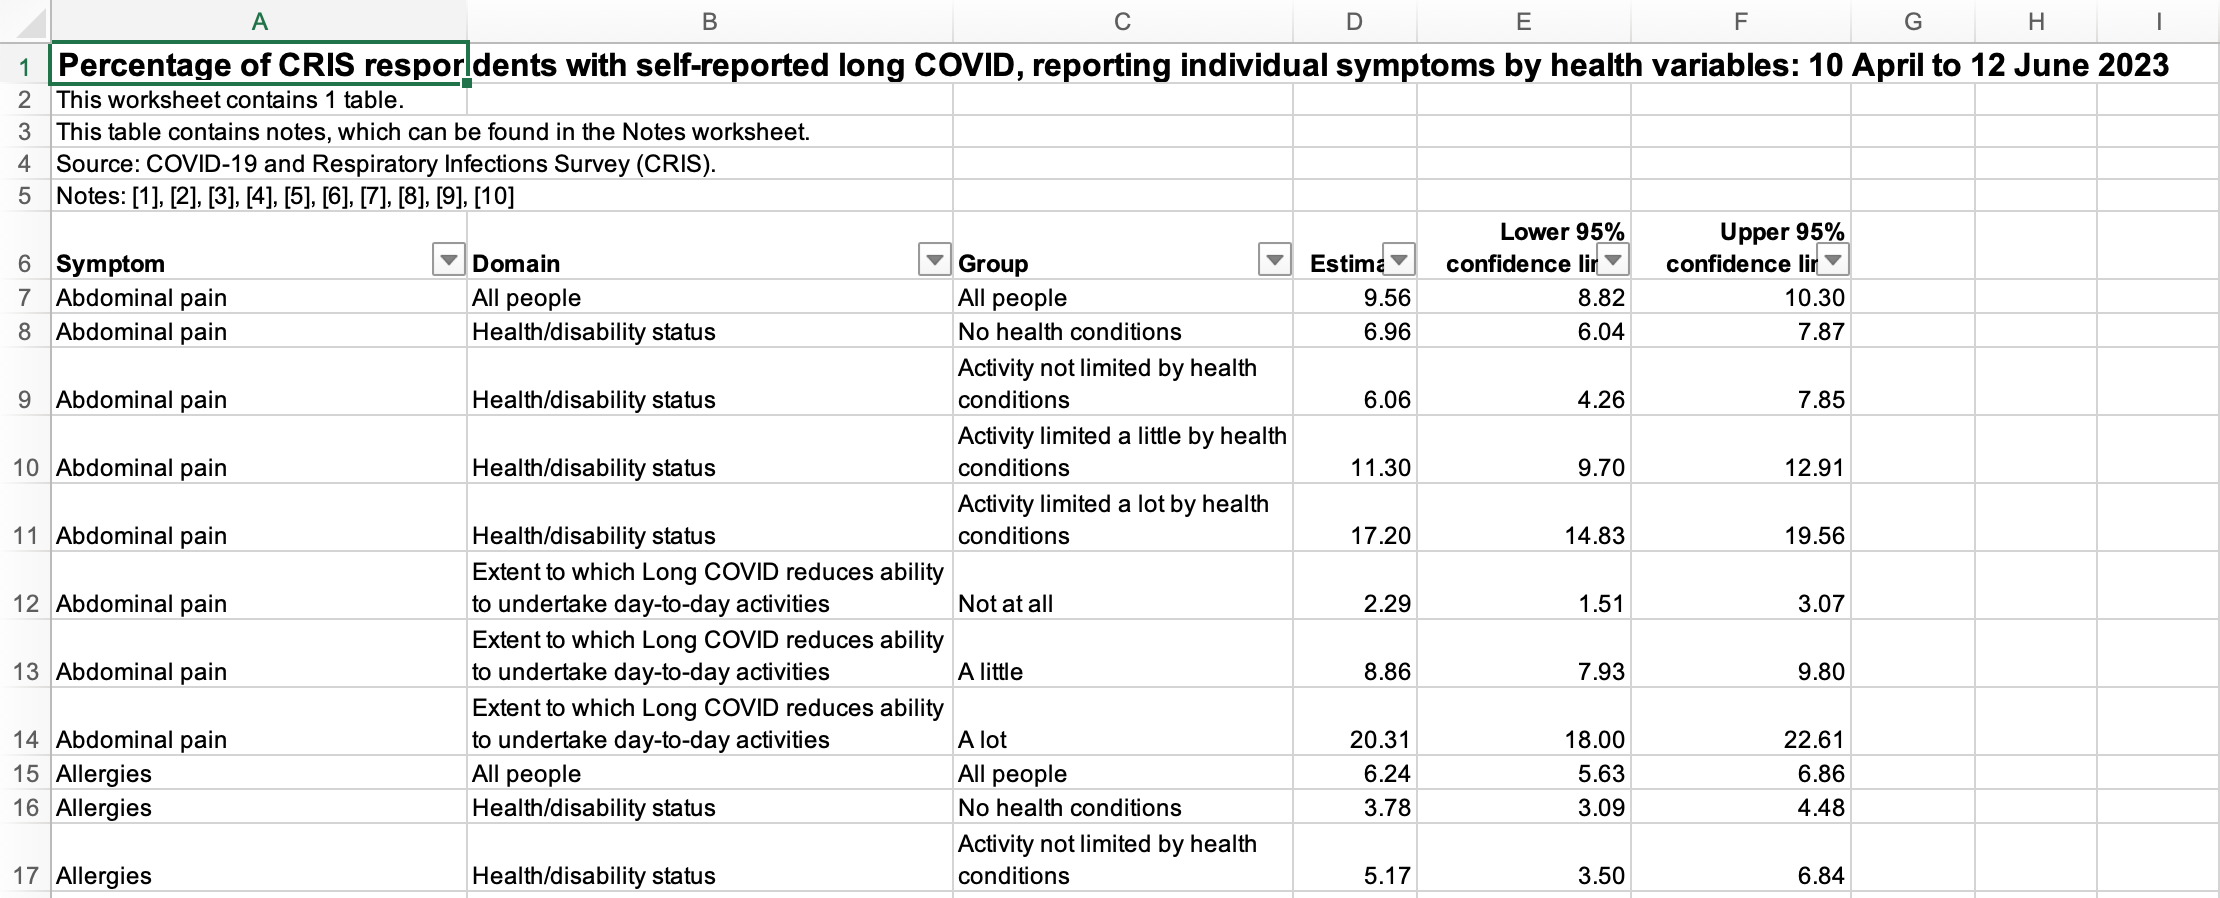 A B C D E F G H I
1 Percentage of CRIS respondents with self-reported long COVID, reporting individual symptoms by health variables: 10 April to 12 June 2023
2 This worksheet contains 1 table.
3 This table contains notes, which can be found in the Notes worksheet.
4 Source: COVID-19 and Respiratory Infections Survey (CRIS).
5 Notes: [1], [2], [3], [4], [5], [6], [7], [8], [9], [10]
Lower 95% Upper 95%
6 Symptom Domain Group Estima confidence lir confidence lir
7 Abdominal pain All people All people 9.56 8.82 10.30
8 Abdominal pain Health/disability status No health conditions 6.96 6.04 7.87
Activity not limited by health
9 Abdominal pain Health/disability status conditions 6.06 4.26 7.85
Activity limited a little by health
10 Abdominal pain Health/disability status conditions 11.30 9.70 12.91
Activity limited a lot by health
11 Abdominal pain Health/disability status conditions 17.20 14.83 19.56
Extent to which Long COVID reduces ability
12 Abdominal pain to undertake day-to-day activities Not at all 2.29 1.51 3.07
Extent to which Long COVID reduces ability
13 Abdominal pain to undertake day-to-day activities A little 8.86 7.93 9.80
Extent to which Long COVID reduces ability
14 Abdominal pain to undertake day-to-day activities A lot 20.31 18.00 22.61
15 Allergies All people All people 6.24 5.63 6.86
16 Allergies Health/disability status No health conditions 3.78 3.09 4.48
Activity not limited by health
17 Allergies Health/disability status conditions 5.17 3.50 6.84